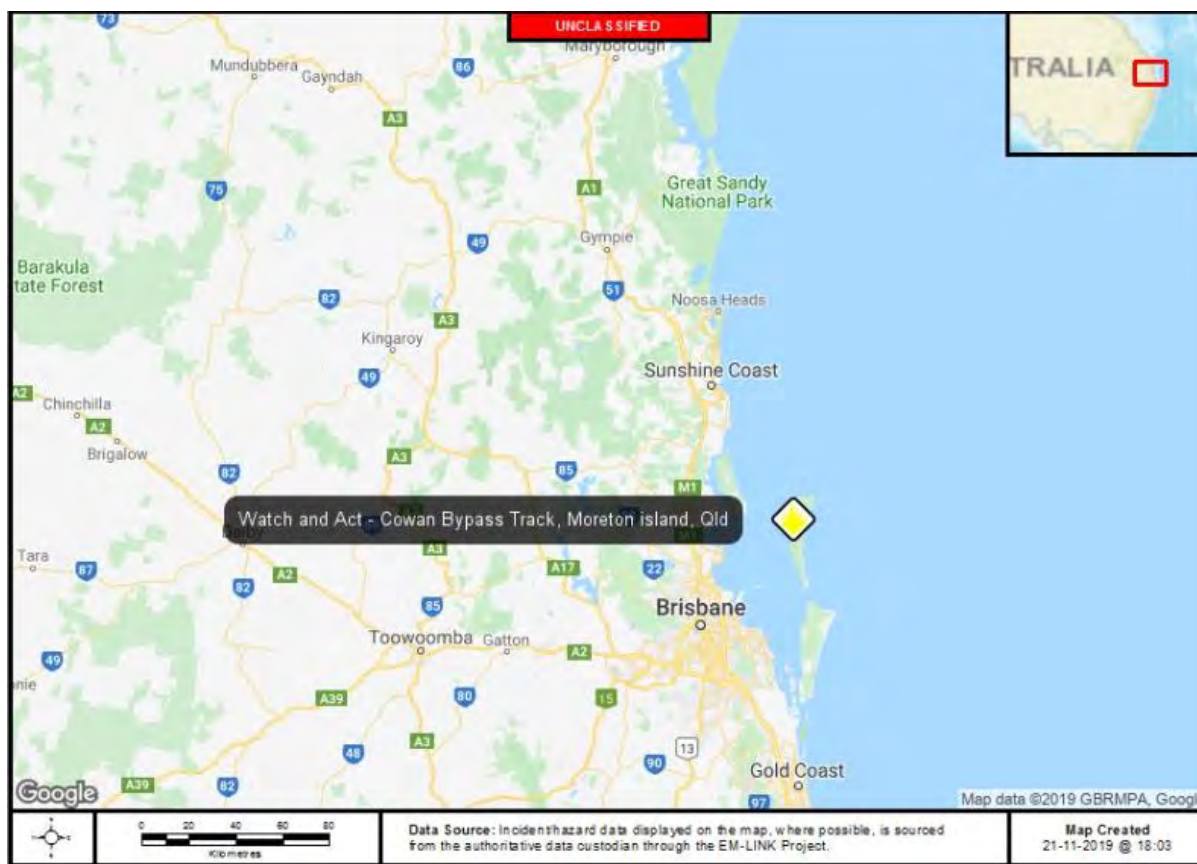 UNCLASSIFIED
TRALIA
73
Mundubbera
Gayndah
86
Maryborough
A3
75
A1
Great Sandy
National Park
49
Gympie
Barakula
tate Forest
82
51
Noosa Heads
A3
Kingaroy
49
Sunshine Coast
A2
Chinchilla
A2
Brigalow
82
A3
85
M1
Watch and Act - Cowan Bypass Track, Moreton island, Qld
Tara
87
A2
A3
A17
22
82
85
Brisbane
Toowoomba
Gatton
A2
49
nie
A39
80
15
A3
48
13
90
Gold Coast
A39
82
97
Google
Map data ©2019 GBRMPA, Google
0 20 40 60 80
Kilometres
Data Source: Incident/hazard data displayed on the map, where possible, is sourced
from the authoritative data custodian through the EM-LINK Project.
Map Created
21-11-2019 @ 18:03